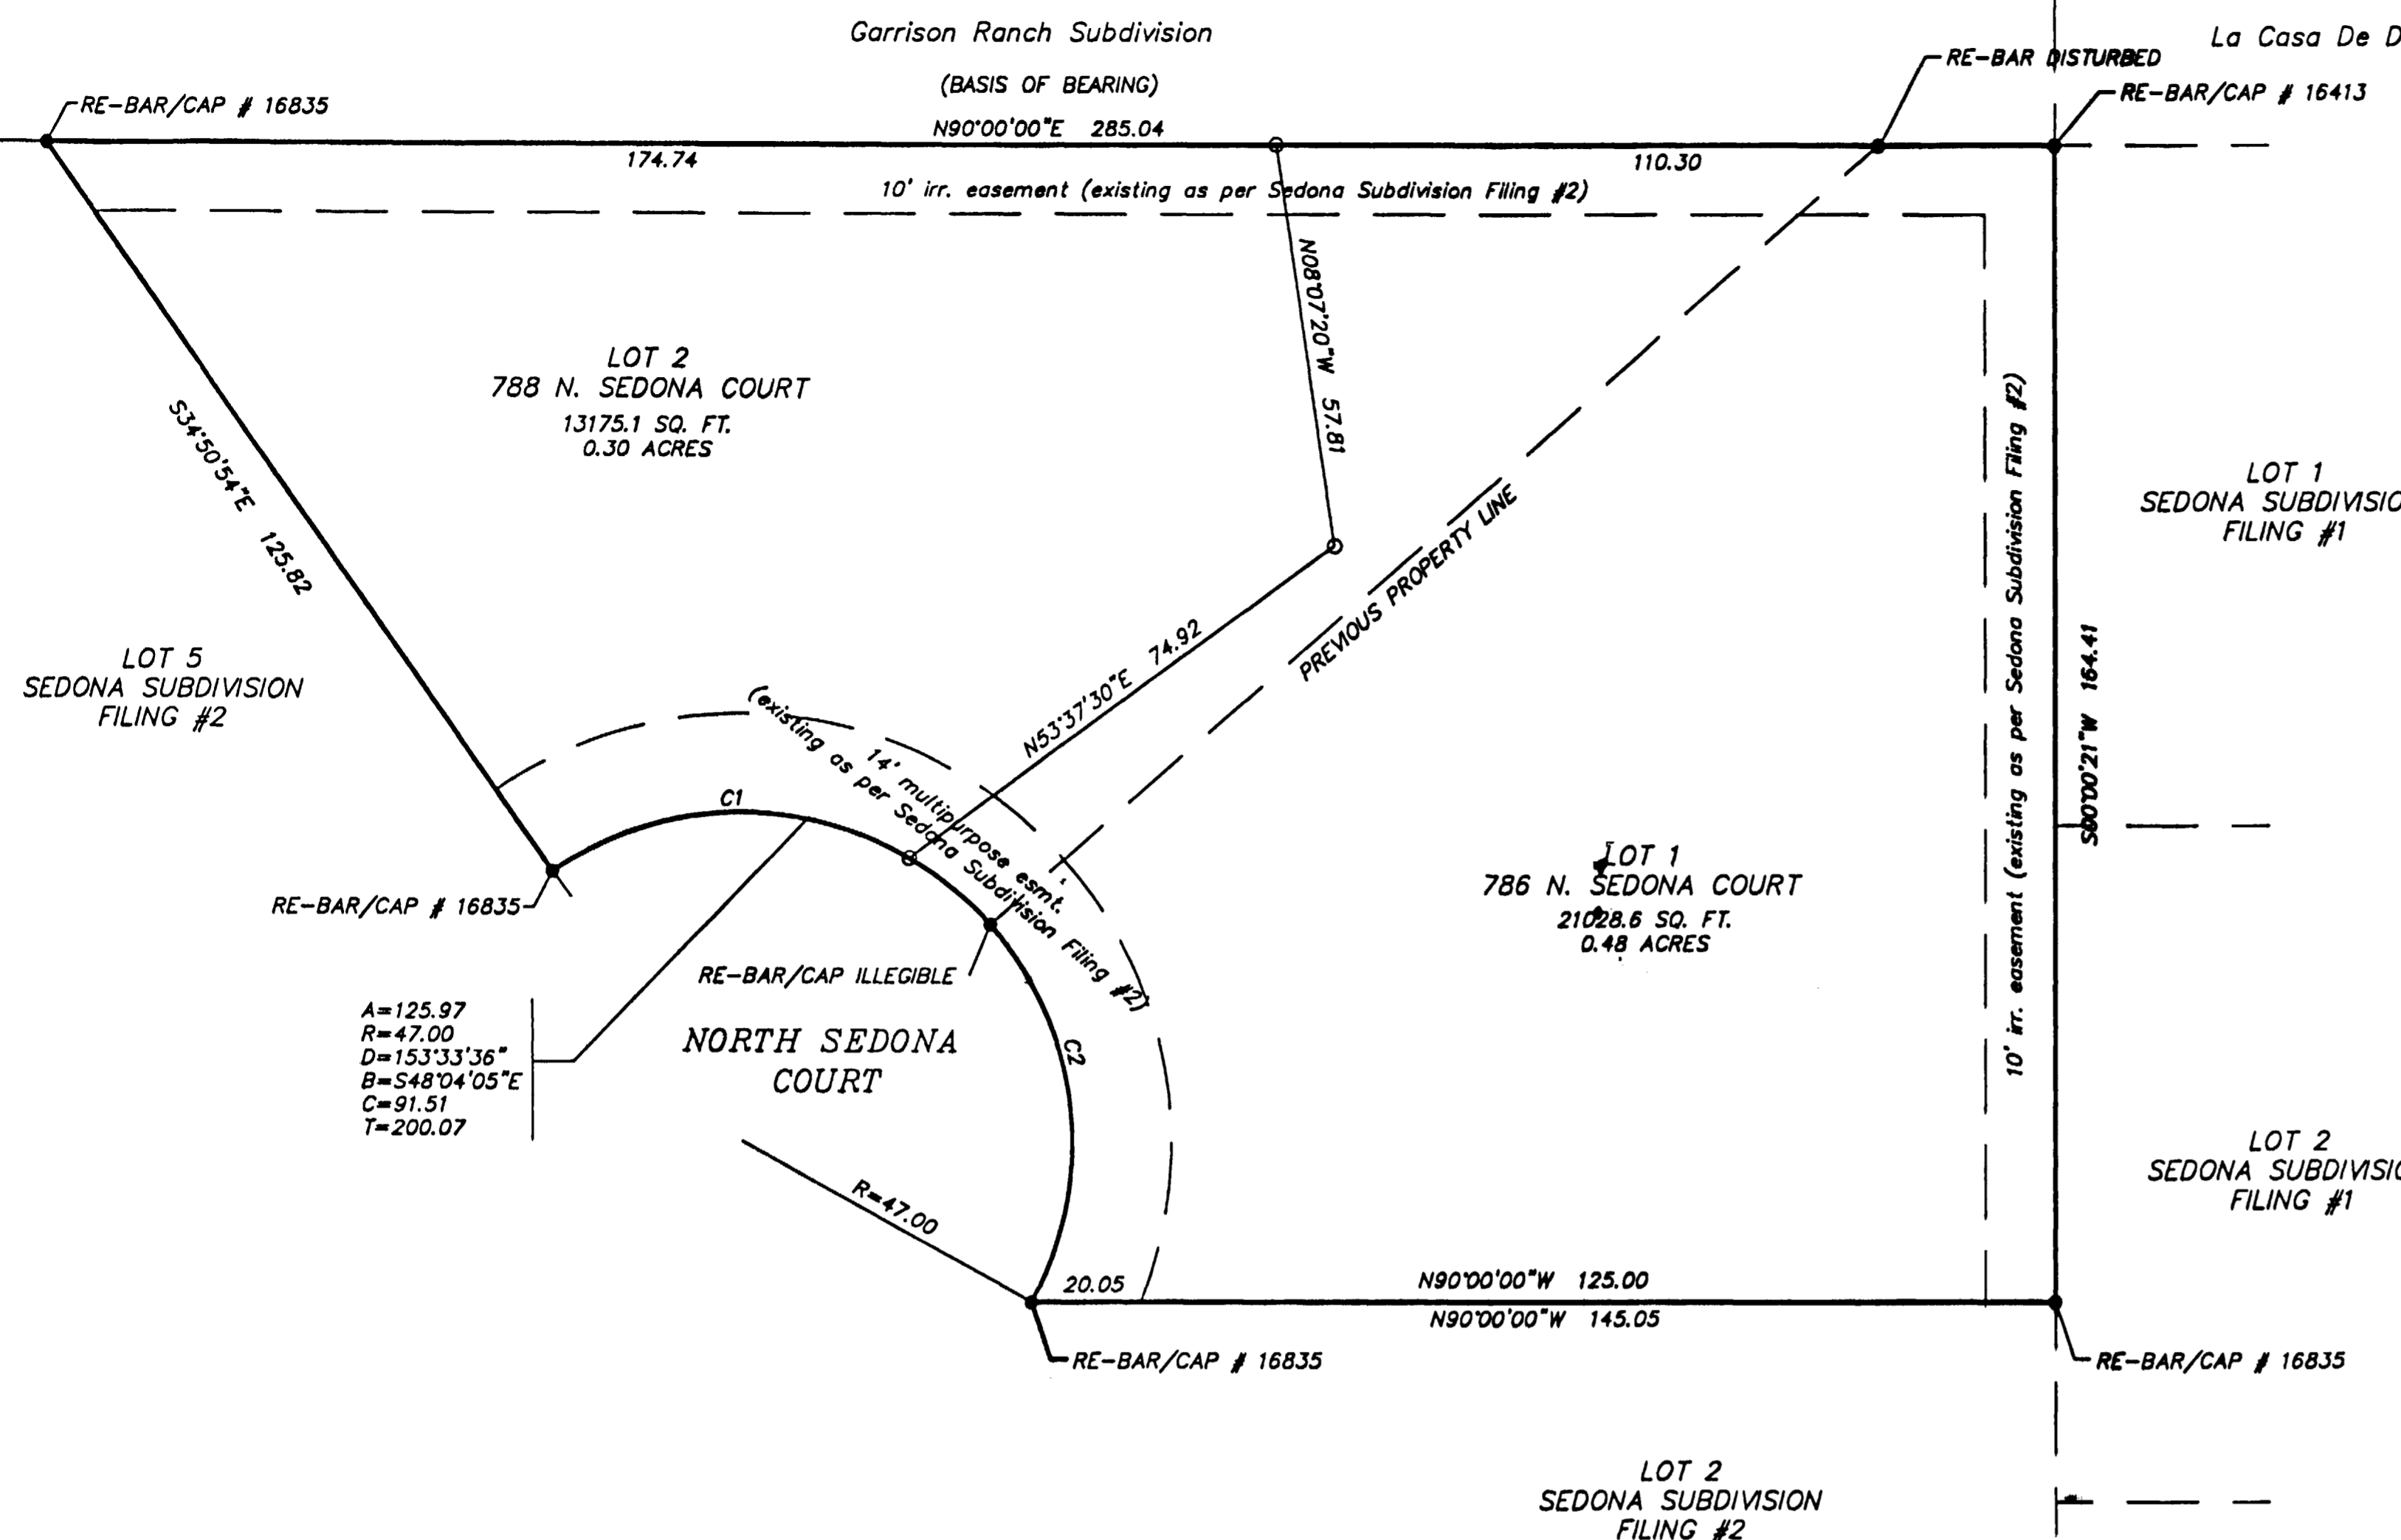 Garrison Ranch Subdivision
(BASIS OF BEARING)
N90°00'00"E 285.04
La Casa De D
RE-BAR DISTURBED
RE-BAR/CAP # 16413
RE-BAR/CAP # 16835
174.74
110.30
10' irr. easement (existing as per Sedona Subdivision Filing #2)
N08°07'20"W 57.81
LOT 2
788 N. SEDONA COURT
13175.1 SQ. FT.
0.30 ACRES
S34°50'54"E 125.82
PREVIOUS PROPERTY LINE
10' irr. easement (existing as per Sedona Subdivision Filing #2)
LOT 1
SEDONA SUBDIVISIO
FILING #1
S00°00'21"W 164.41
LOT 5
SEDONA SUBDIVISION
FILING #2
N53°37'30"E 74.92
14' multipurpose esmt.
(existing as per Sedona Subdivision Filing #2)
C1
RE-BAR/CAP # 16835
LOT 1
786 N. SEDONA COURT
21028.6 SQ. FT.
0.48 ACRES
RE-BAR/CAP ILLEGIBLE
A=125.97
R=47.00
D=153°33'36"
B=S48°04'05"E
C=91.51
T=200.07
NORTH SEDONA
COURT
C2
R=47.00
LOT 2
SEDONA SUBDIVISIO
FILING #1
20.05
N90°00'00"W 125.00
N90°00'00"W 145.05
RE-BAR/CAP # 16835
RE-BAR/CAP # 16835
LOT 2
SEDONA SUBDIVISION
FILING #2